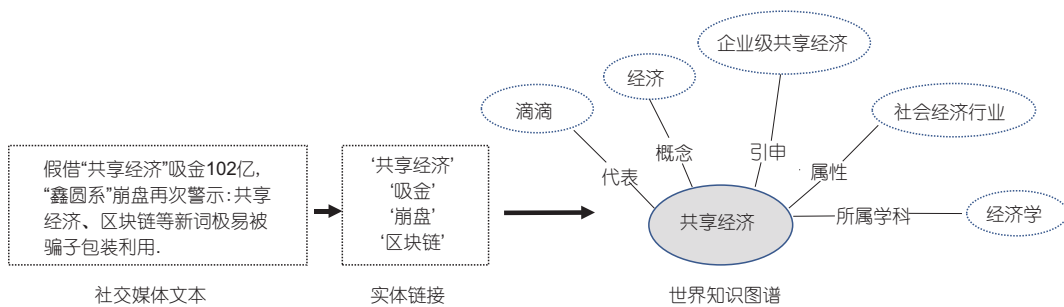 企业级共享经济
经济
滴滴
社会经济行业
假借“共享经济”吸金102亿,
“鑫圆系”崩盘再次警示:共享
经济、区块链等新词极易被
骗子包装利用.
‘共享经济’
‘吸金’
‘崩盘’
‘区块链’
代表
概念
引申
属性
共享经济
所属学科
经济学
社交媒体文本
实体链接
世界知识图谱